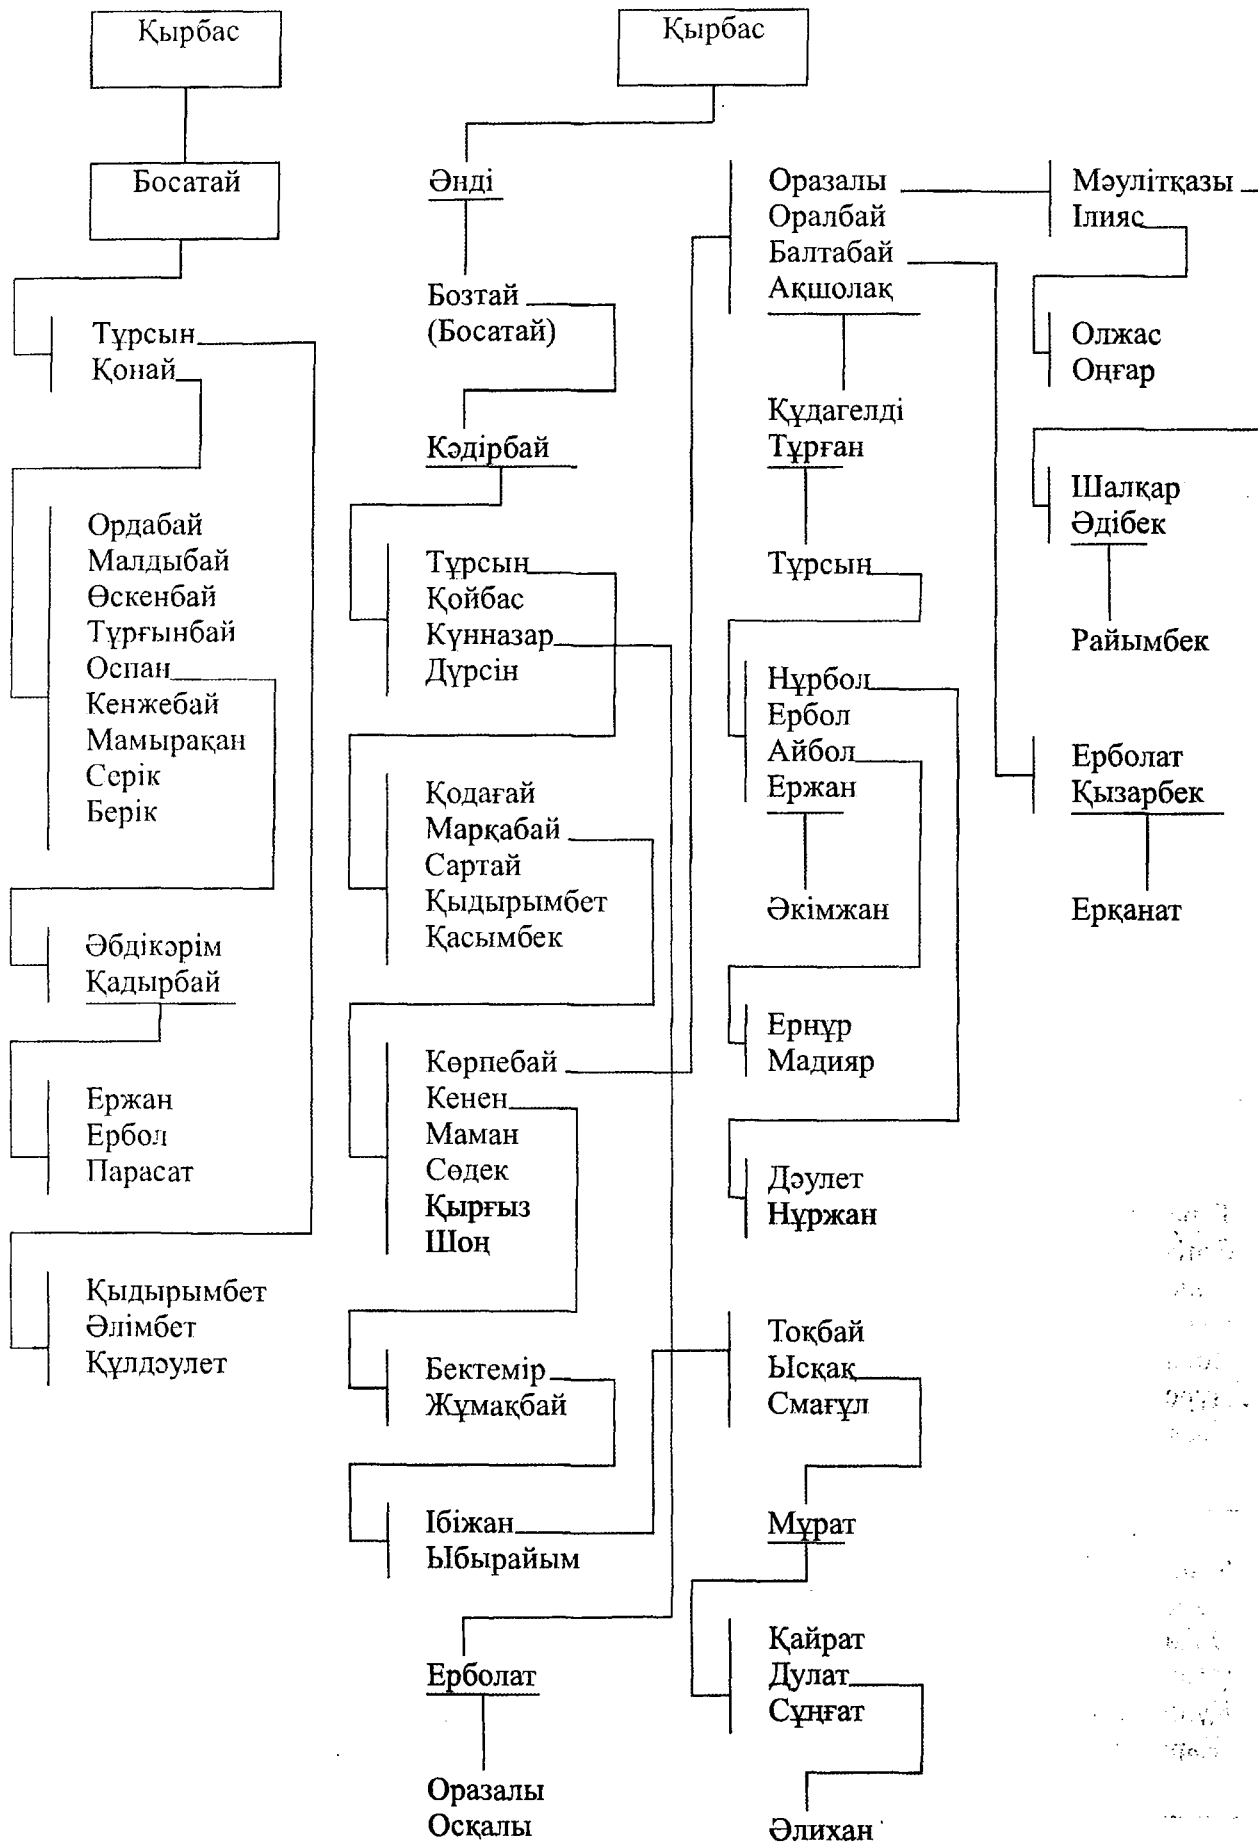 Қырбас
Босатай
Тұрсын
Қонай
Ордабай
Малдыбай
Өскенбай
Тұрғынбай
Оспан
Кенжебай
Мамырақан
Серік
Берік
Әбдікәрім
Қадырбай
Ержан
Ербол
Парасат
Қыдырымбет
Әлімбет
Құлдәулет
Қырбас
Әнді
Бозтай
(Босатай)
Кәдірбай
Тұрсын
Қойбас
Күнназар
Дүрсін
Қодағай
Марқабай
Сартай
Қыдырымбет
Қасымбек
Көрпебай
Кенен
Маман
Сөдек
Қырғыз
Шоң
Бектемір
Жұмақбай
Ібіжан
Ыбырайым
Ерболат
Оразалы
Осқалы
Оразалы
Оралбай
Балтабай
Ақшолақ
Құдагелді
Тұрған
Тұрсын
Нұрбол
Ербол
Айбол
Ержан
Әкімжан
Ернұр
Мадияр
Дәулет
Нұржан
Тоқбай
Ысқақ
Смағұл
Мұрат
Қайрат
Дулат
Сұңғат
Әлихан
Мәулітқазы
Ілияс
Олжас
Оңғар
Шалқар
Әдібек
Райымбек
Ерболат
Қызарбек
Ерқанат